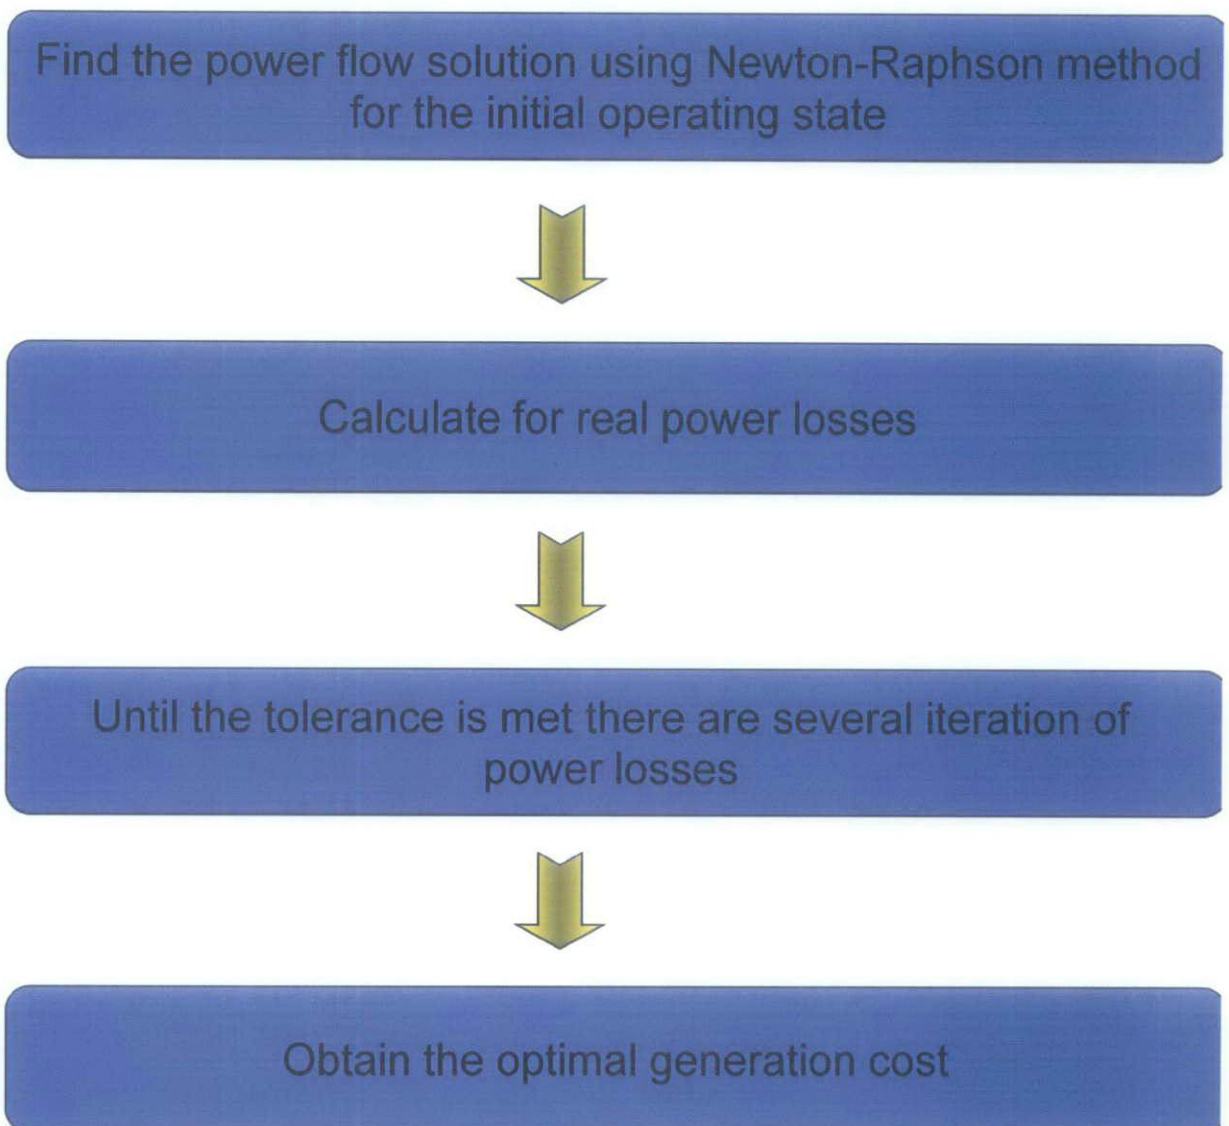 Find the power flow solution using Newton-Raphson method
for the initial operating state
Calculate for real power losses
Until the tolerance is met there are several iteration of
power losses
Obtain the optimal generation cost